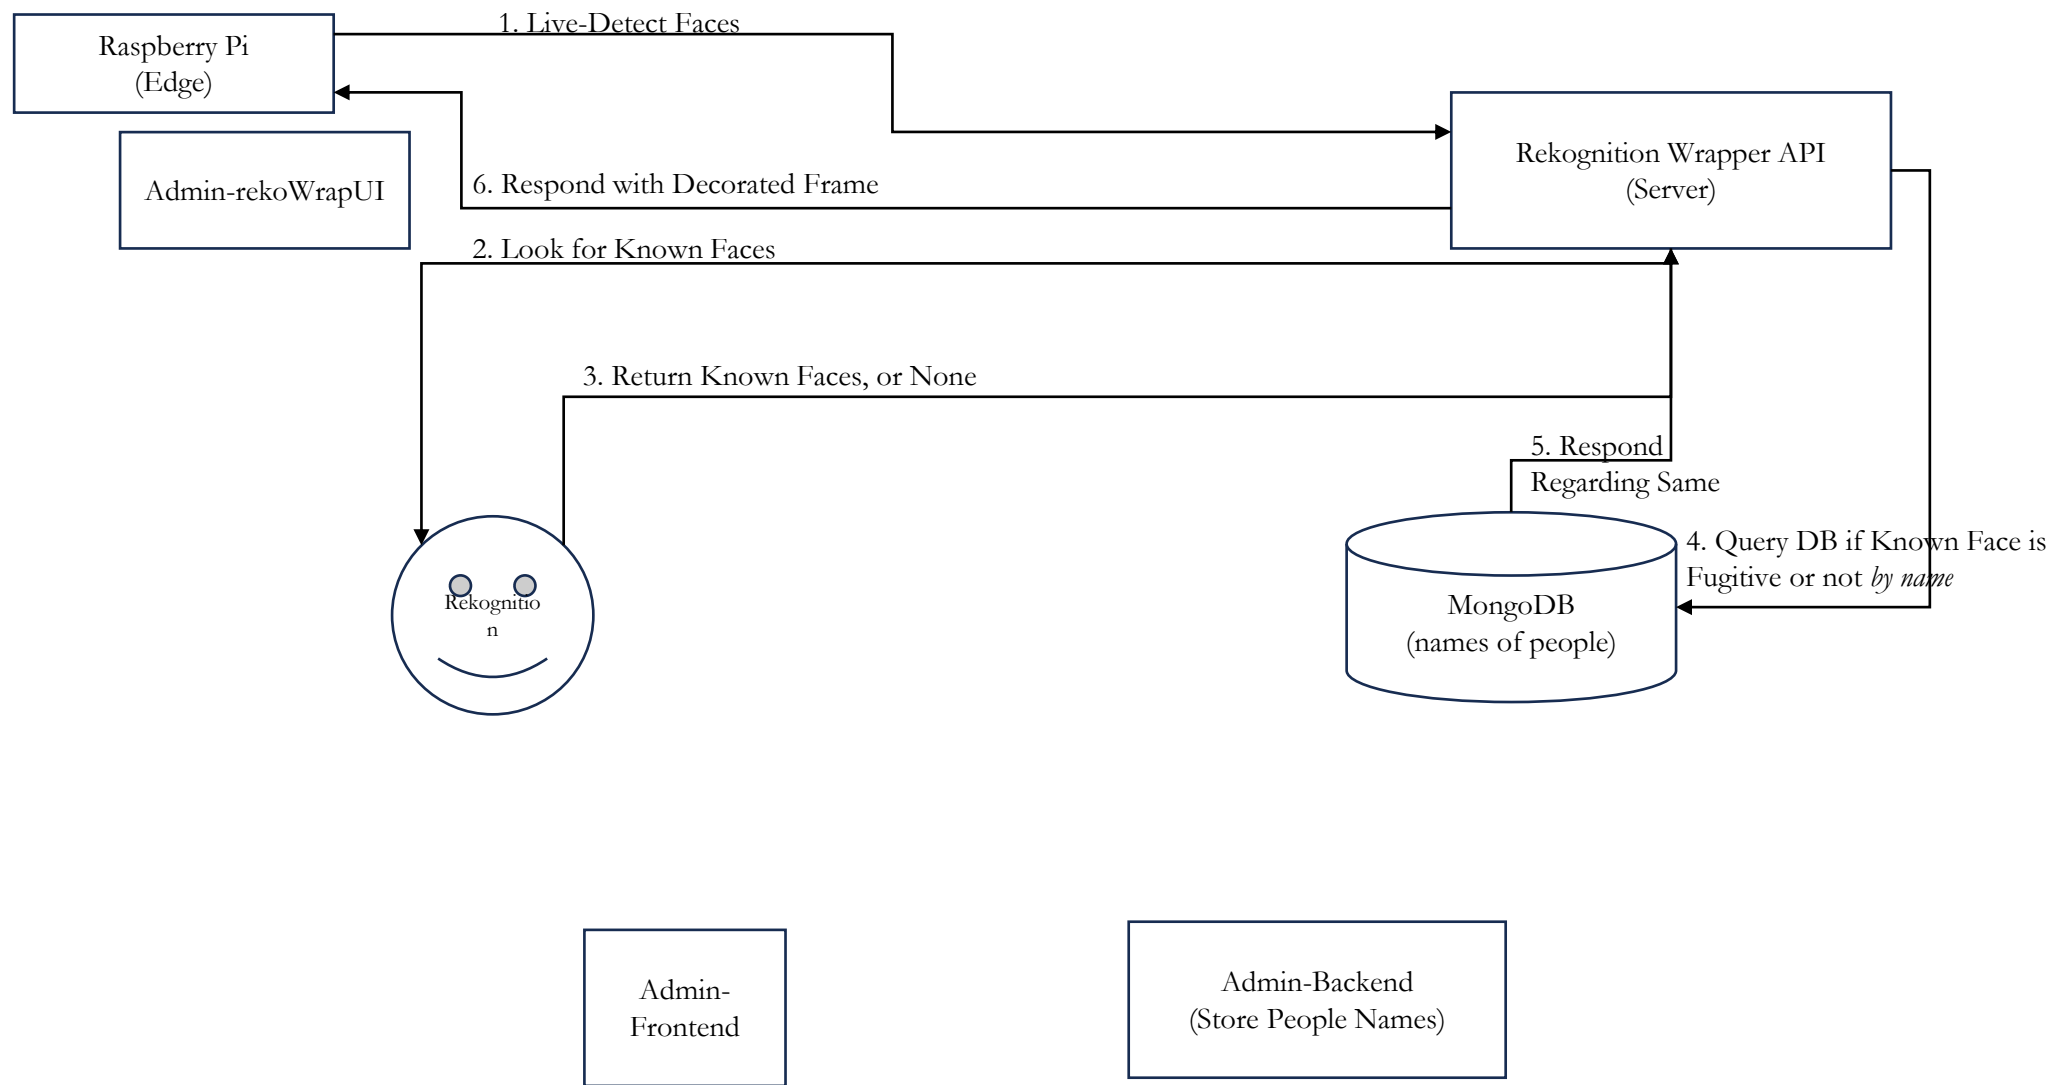 1. Live-Detect Faces
Raspberry Pi
(Edge)
Rekognition Wrapper API
(Server)
Admin-rekoWrapUI
6. Respond with Decorated Frame
2. Look for Known Faces
3. Return Known Faces, or None
5. Respond
Regarding Same
4. Query DB if Known Face is
Fugitive or not by name
Rekognitio
n
MongoDB
(names of people)
Admin-
Frontend
Admin-Backend
(Store People Names)